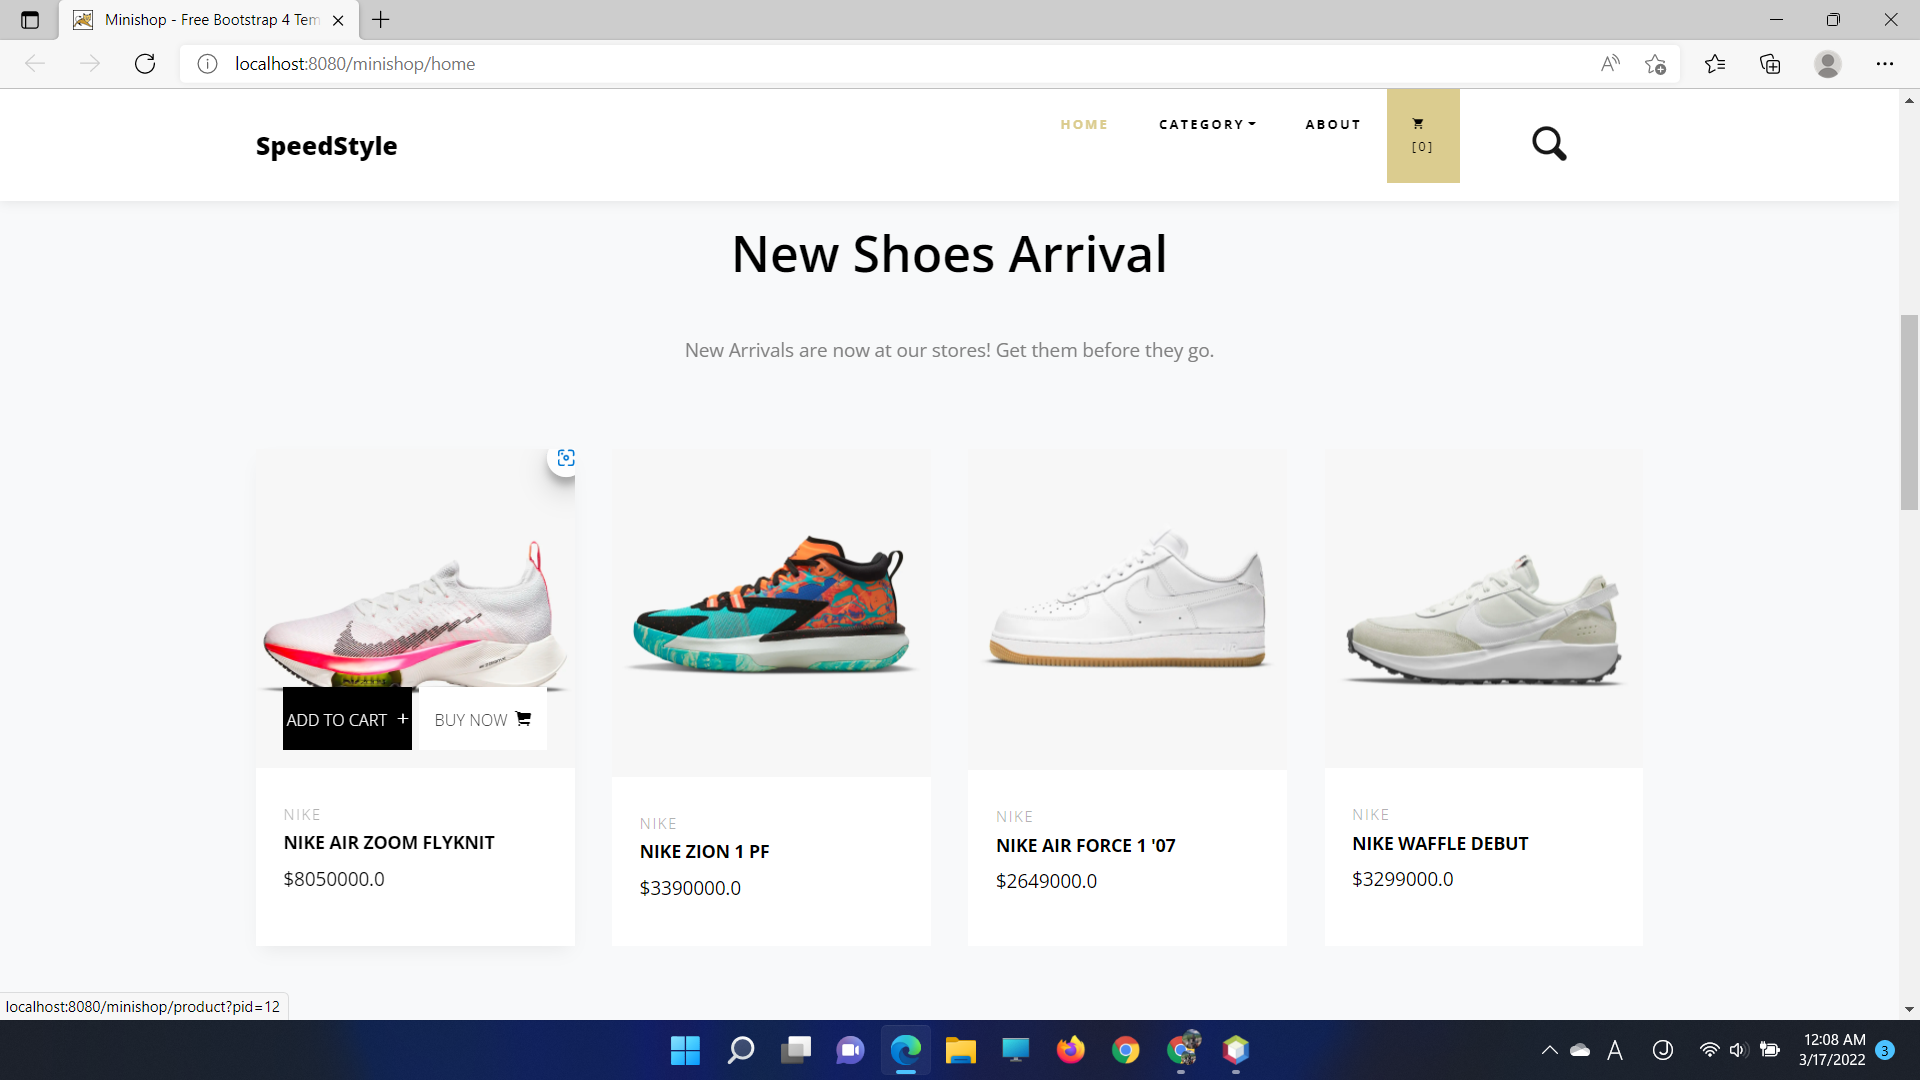 Minishop - Free Bootstrap 4 Tem
localhost:8080/minishop/home
SpeedStyle
HOME
CATEGORY
ABOUT
[0]
New Shoes Arrival
New Arrivals are now at our stores! Get them before they go.
ADD TO CART +
BUY NOW
NIKE
NIKE AIR ZOOM FLYKNIT
$8050000.0
NIKE
NIKE ZION 1 PF
$3390000.0
NIKE
NIKE AIR FORCE 1 '07
$2649000.0
NIKE
NIKE WAFFLE DEBUT
$3299000.0
localhost:8080/minishop/product?pid=12
A
12:08 AM
3/17/2022
3